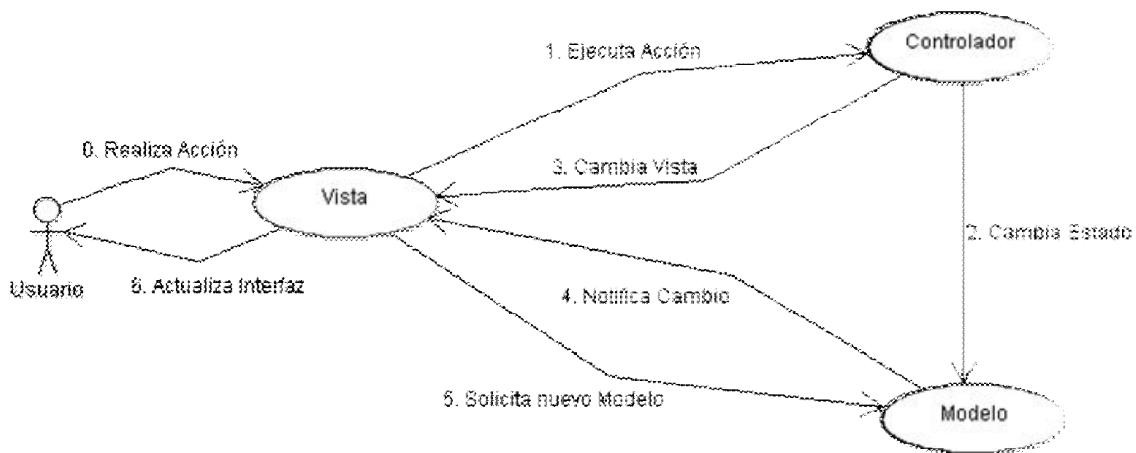 Controlador
1. Ejecuta Acción
0. Realiza Acción
3. Cambia Vista
Vista
2. Cambia Estado
Usuario
6. Actualiza Interfaz
4. Notifica Cambio
5. Solicita nuevo Modelo
Modelo